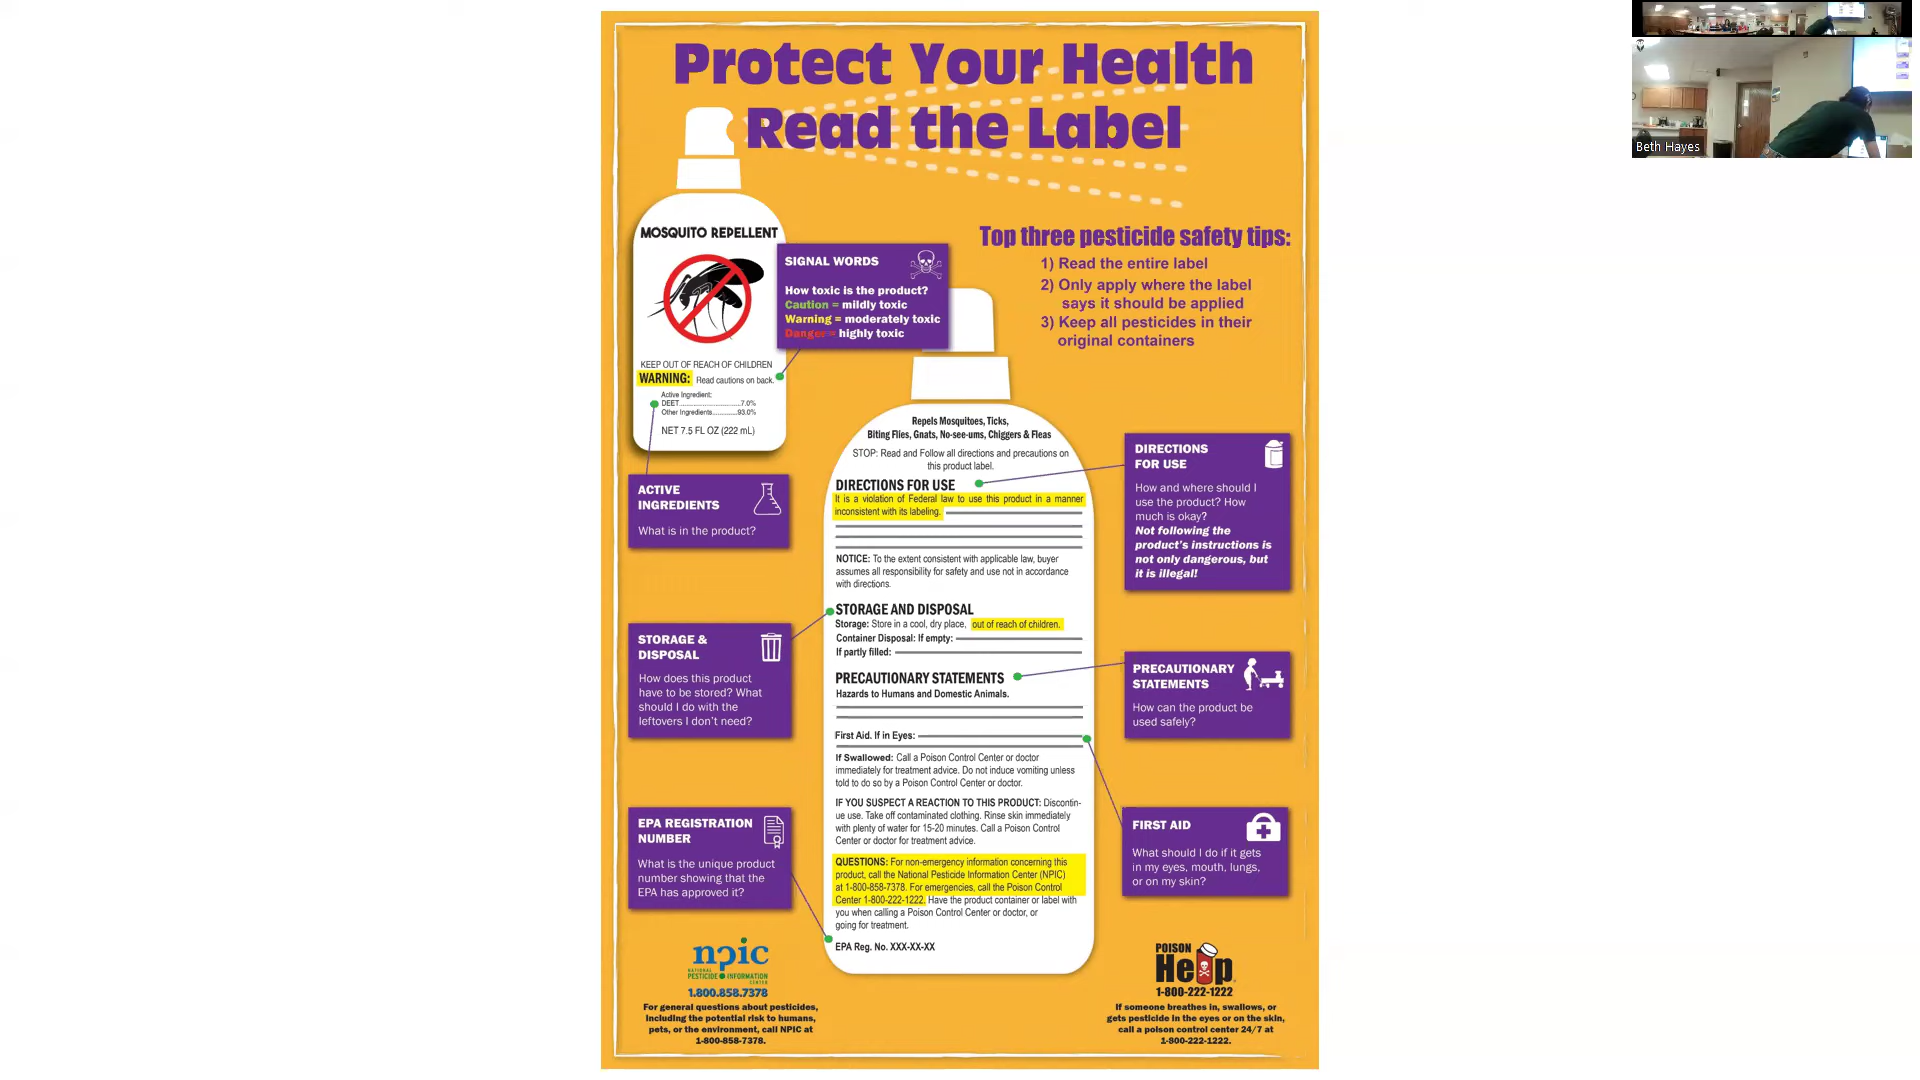 Protect Your Health
Read the Label
MOSQUITO REPELLENT
KEEP OUT OF REACH OF CHILDREN
WARNING: Read cautions on back.
Active Ingredient:
DEET..............................7.0%
Other Ingredients............93.0%
NET 7.5 FL OZ (222 mL)
SIGNAL WORDS
How toxic is the product?
Caution = mildly toxic
Warning = moderately toxic
Danger = highly toxic
Top three pesticide safety tips:
1) Read the entire label
2) Only apply where the label
says it should be applied
3) Keep all pesticides in their
original containers
ACTIVE
INGREDIENTS
What is in the product?
STORAGE &
DISPOSAL
How does this product
have to be stored? What
should I do with the
leftovers I don't need?
EPA REGISTRATION
NUMBER
What is the unique product
number showing that the
EPA has approved it?
Repels Mosquitoes, Ticks,
Biting Flies, Gnats, No-see-ums, Chiggers & Fleas
STOP: Read and Follow all directions and precautions on
this product label.
DIRECTIONS FOR USE
It is a violation of Federal law to use this product in a manner
inconsistent with its labeling.
NOTICE: To the extent consistent with applicable law, buyer
assumes all responsibility for safety and use not in accordance
with directions.
STORAGE AND DISPOSAL
Storage: Store in a cool, dry place, out of reach of children.
Container Disposal: If empty:
If partly filled:
PRECAUTIONARY STATEMENTS
Hazards to Humans and Domestic Animals.
First Aid. If in Eyes:
If Swallowed: Call a Poison Control Center or doctor
immediately for treatment advice. Do not induce vomiting unless
told to do so by a Poison Control Center or doctor.
IF YOU SUSPECT A REACTION TO THIS PRODUCT: Discontin-
ue use. Take off contaminated clothing. Rinse skin immediately
with plenty of water for 15-20 minutes. Call a Poison Control
Center or doctor for treatment advice.
QUESTIONS: For non-emergency information concerning this
product, call the National Pesticide Information Center (NPIC)
at 1-800-858-7378. For emergencies, call the Poison Control
Center 1-800-222-1222. Have the product container or label with
you when calling a Poison Control Center or doctor, or
going for treatment.
EPA Reg. No. XXX-XX-XX
DIRECTIONS
FOR USE
How and where should I
use the product? How
much is okay?
Not following the
product's instructions is
not only dangerous, but
it is illegal!
PRECAUTIONARY
STATEMENTS
How can the product be
used safely?
FIRST AID
What should I do if it gets
in my eyes, mouth, lungs,
or on my skin?
npic
NATIONAL
PESTICIDE INFORMATION
CENTER
1.800.858.7378
For general questions about pesticides,
including the potential risk to humans,
pets, or the environment, call NPIC at
1-800-858-7378.
POISON
Help
1-800-222-1222
If someone breathes in, swallows, or
gets pesticide in the eyes or on the skin,
call a poison control center 24/7 at
1-800-222-1222.
Beth Hayes